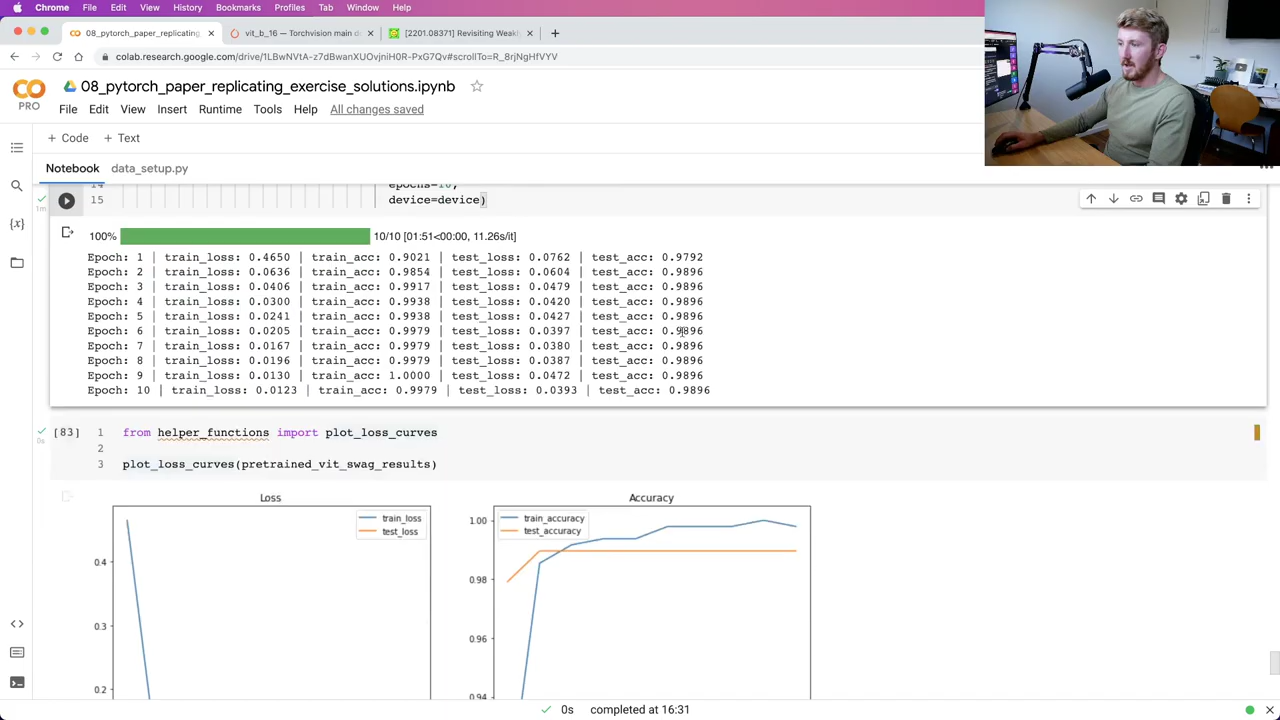 Chrome File Edit View History Bookmarks Profiles Tab Window Help
08_pytorch_paper_replicating_
vit_b_16 — Torchvision main d
[2201.08371] Revisiting Weakl
colab.research.google.com/drive/
08_pytorch_paper_replicating_exercise_solutions.ipynb
PRO
File Edit View Insert Runtime Tools Help All changes saved
+ Code + Text
Notebook data_setup.py
14 epochs=10,
15 device=device)
1m
100% 10/10 [01:51<00:00, 11.26s/it]
Epoch: 1 | train_loss: 0.4650 | train_acc: 0.9021 | test_loss: 0.0762 | test_acc: 0.9792
Epoch: 2 | train_loss: 0.0636 | train_acc: 0.9854 | test_loss: 0.0604 | test_acc: 0.9896
Epoch: 3 | train_loss: 0.0406 | train_acc: 0.9917 | test_loss: 0.0479 | test_acc: 0.9896
Epoch: 4 | train_loss: 0.0300 | train_acc: 0.9938 | test_loss: 0.0420 | test_acc: 0.9896
Epoch: 5 | train_loss: 0.0241 | train_acc: 0.9938 | test_loss: 0.0427 | test_acc: 0.9896
Epoch: 6 | train_loss: 0.0205 | train_acc: 0.9979 | test_loss: 0.0397 | test_acc: 0.9896
Epoch: 7 | train_loss: 0.0167 | train_acc: 0.9979 | test_loss: 0.0380 | test_acc: 0.9896
Epoch: 8 | train_loss: 0.0196 | train_acc: 0.9979 | test_loss: 0.0387 | test_acc: 0.9896
Epoch: 9 | train_loss: 0.0130 | train_acc: 1.0000 | test_loss: 0.0472 | test_acc: 0.9896
Epoch: 10 | train_loss: 0.0123 | train_acc: 0.9979 | test_loss: 0.0393 | test_acc: 0.9896
[83] 1 from helper_functions import plot_loss_curves
0s
2
3 plot_loss_curves(pretrained_vit_swag_results)
Loss
train_loss
test_loss
0.4
0.3
0.2
Accuracy
train_accuracy
test_accuracy
1.00
0.98
0.96
0.94
0s completed at 16:31